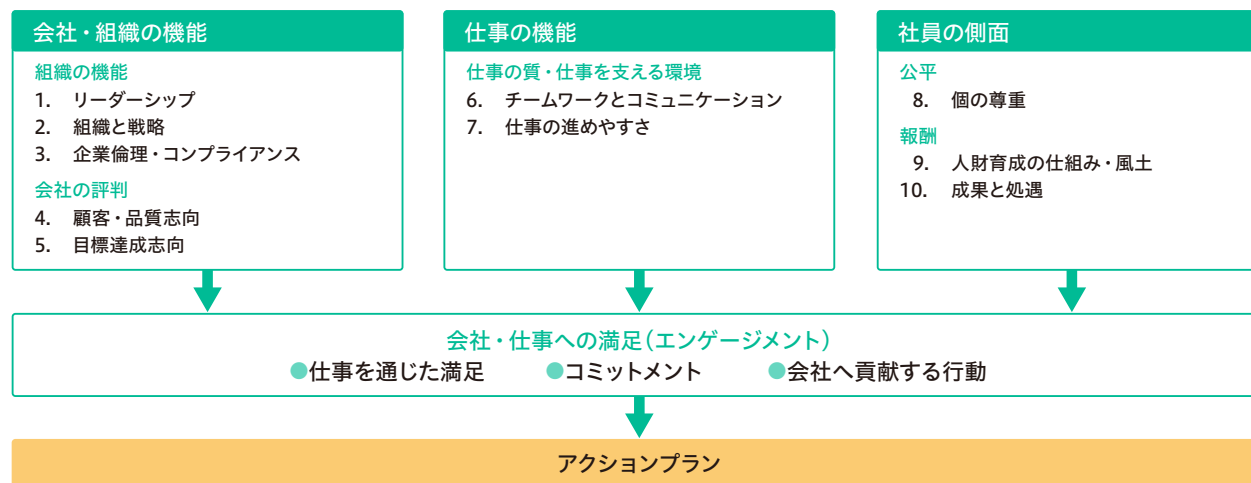 会社・組織の機能
組織の機能
1. リーダーシップ
2. 組織と戦略
3. 企業倫理・コンプライアンス
会社の評判
4. 顧客・品質志向
5. 目標達成志向
仕事の機能
仕事の質・仕事を支える環境
6. チームワークとコミュニケーション
7. 仕事の進めやすさ
社員の側面
公平
8. 個の尊重
報酬
9. 人財育成の仕組み・風土
10. 成果と処遇
会社・仕事への満足(エンゲージメント)
●仕事を通じた満足 ●コミットメント ●会社へ貢献する行動
アクションプラン